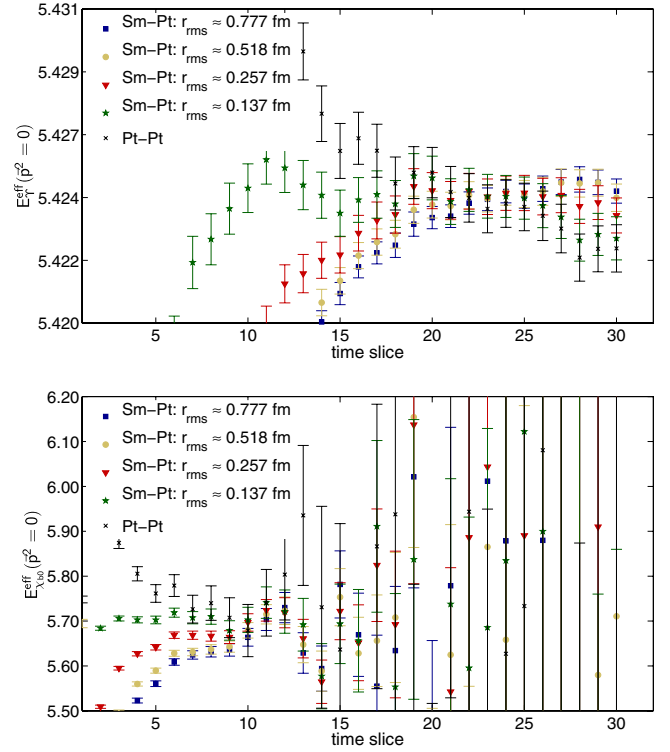 5.431
5.429
5.427
5.424
5.422
5.420
E^eff_Υ(p⃗² = 0)
Sm−Pt: r_rms ≈ 0.777 fm
Sm−Pt: r_rms ≈ 0.518 fm
Sm−Pt: r_rms ≈ 0.257 fm
Sm−Pt: r_rms ≈ 0.137 fm
Pt−Pt
5 10 15 20 25 30
time slice
6.20
6.10
6.00
5.90
5.80
5.70
5.60
5.50
E^eff_χb0(p⃗² = 0)
Sm−Pt: r_rms ≈ 0.777 fm
Sm−Pt: r_rms ≈ 0.518 fm
Sm−Pt: r_rms ≈ 0.257 fm
Sm−Pt: r_rms ≈ 0.137 fm
Pt−Pt
5 10 15 20 25 30
time slice